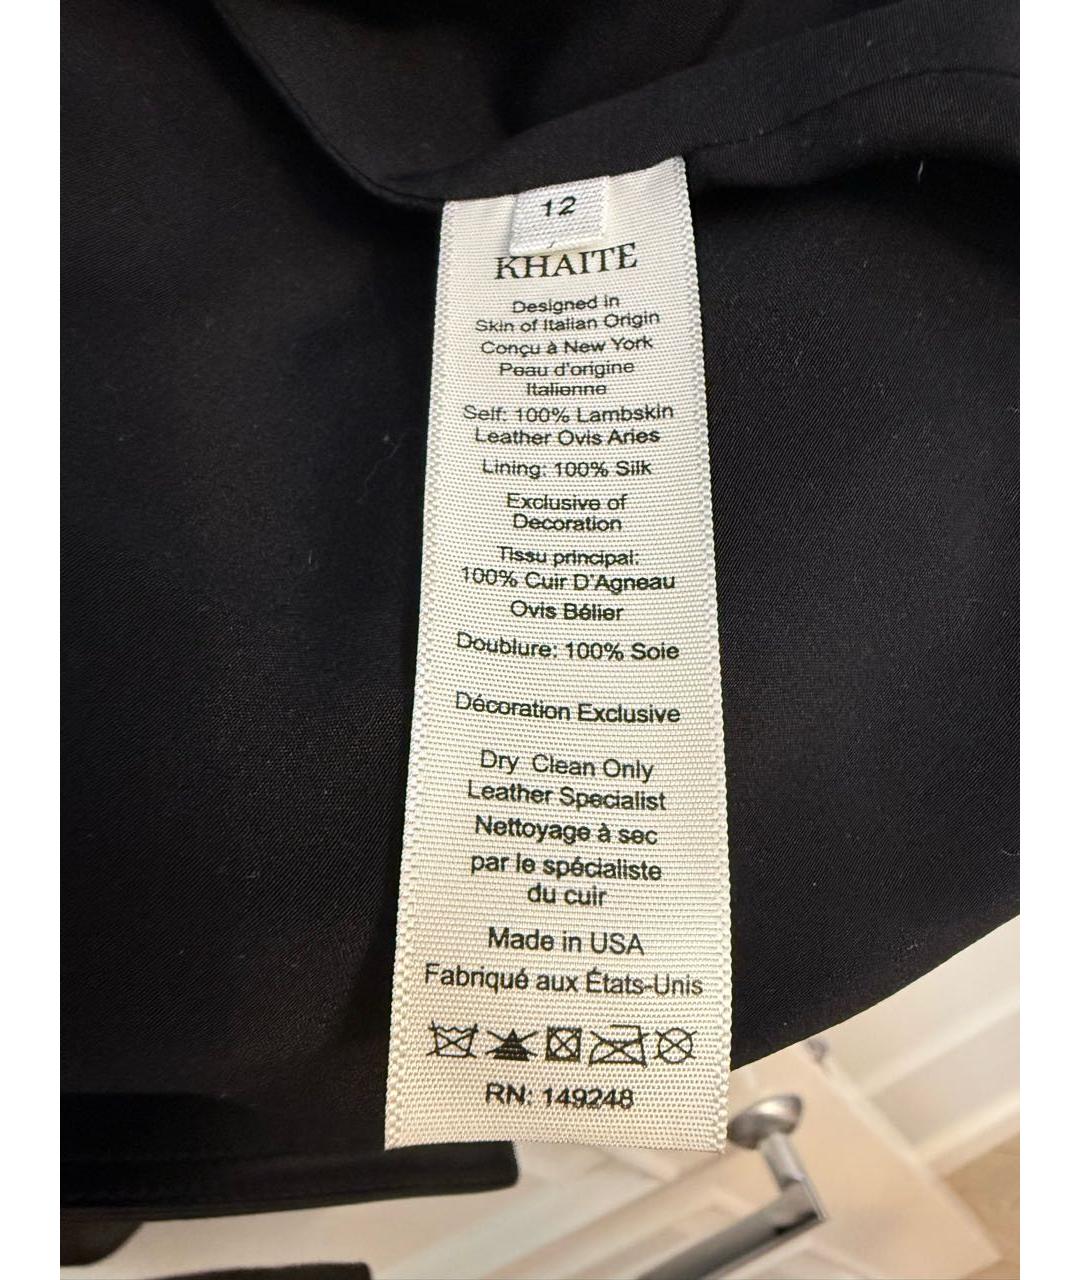 12
KHAITE
Designed in
Skin of Italian Origin
Conçu à New York
Peau d'origine
Italienne
Self: 100% Lambskin
Leather Ovis Aries
Lining: 100% Silk
Exclusive of
Decoration
Tissu principal:
100% Cuir D'Agneau
Ovis Bélier
Doublure: 100% Soie
Décoration Exclusive
Dry Clean Only
Leather Specialist
Nettoyage à sec
par le spécialiste
du cuir
Made in USA
Fabriqué aux États-Unis
RN: 149248